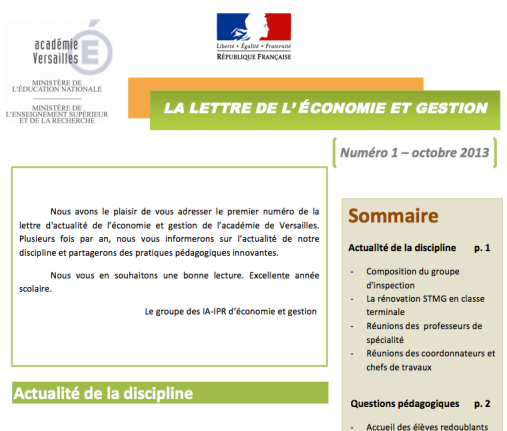 académie
Versailles
MINISTÈRE DE
L'ÉDUCATION NATIONALE
MINISTÈRE DE
L'ENSEIGNEMENT SUPÉRIEUR
ET DE LA RECHERCHE
Liberté • Égalité • Fraternité
RÉPUBLIQUE FRANÇAISE
LA LETTRE DE L' ÉCONOMIE ET GESTION
Numéro 1 – octobre 2013
Nous avons le plaisir de vous adresser le premier numéro de la
lettre d'actualité de l'économie et gestion de l'académie de Versailles.
Plusieurs fois par an, nous vous informerons sur l'actualité de notre
discipline et partagerons des pratiques pédagogiques innovantes.
Nous vous en souhaitons une bonne lecture. Excellente année
scolaire.
Le groupe des IA-IPR d'économie et gestion
Actualité de la discipline
Sommaire
Actualité de la discipline p. 1
- Composition du groupe
d'inspection
- La rénovation STMG en classe
terminale
- Réunions des professeurs de
spécialité
- Réunions des coordonnateurs et
chefs de travaux
Questions pédagogiques p. 2
- Accueil des élèves redoublants